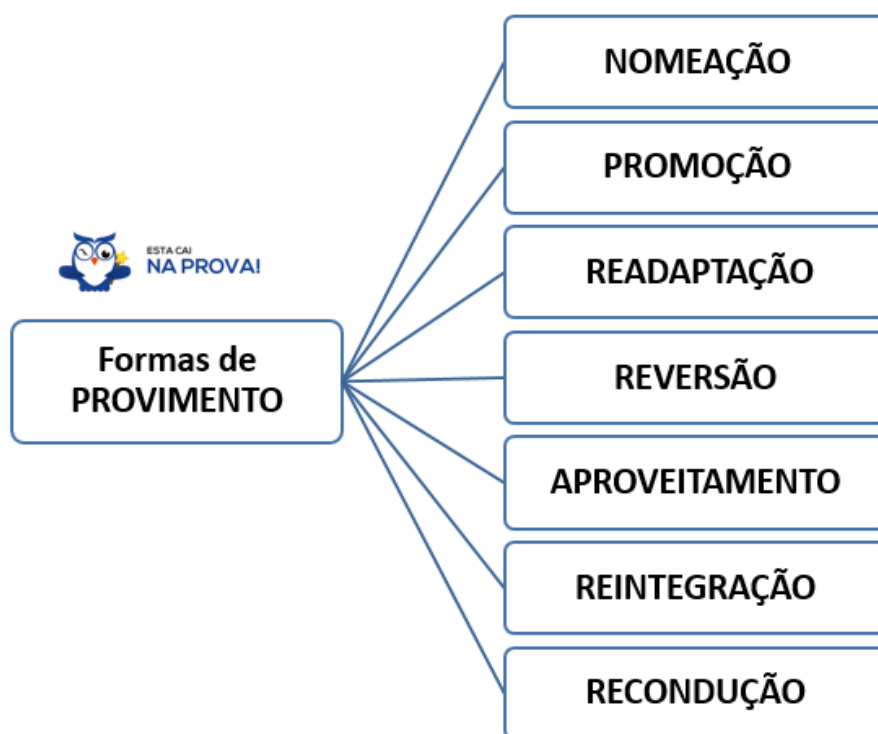 NOMEAÇÃO
PROMOÇÃO
READAPTAÇÃO
ESTA CAI
NA PROVA!
Formas de
PROVIMENTO
REVERSÃO
APROVEITAMENTO
REINTEGRAÇÃO
RECONDUÇÃO